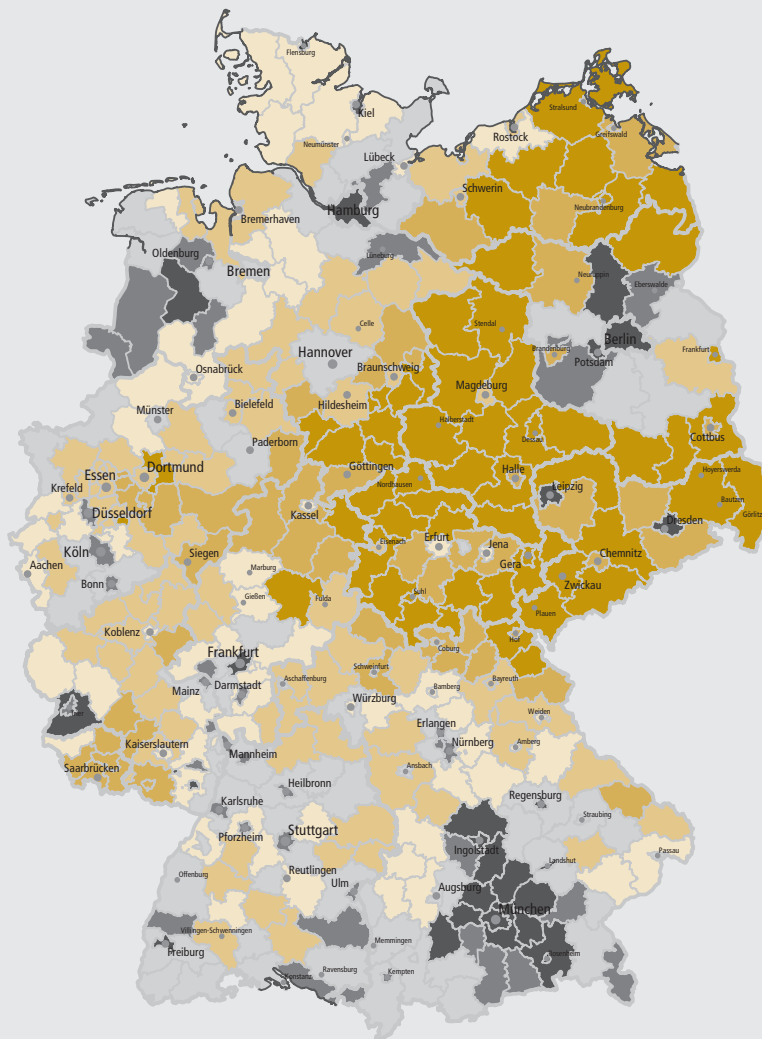 Flensburg
Kiel
Stralsund
Rostock
Greifswald
Neumünster
Lübeck
Schwerin
Hamburg
Bremerhaven
Neubrandenburg
Oldenburg
Lüneburg
Bremen
Neuruppin
Eberswalde
Celle
Stendal
Berlin
Hannover
Brandenburg
Frankfurt
Potsdam
Osnabrück
Braunschweig
Magdeburg
Münster
Bielefeld
Hildesheim
Halberstadt
Cottbus
Dessau
Paderborn
Dortmund
Göttingen
Halle
Hoyerswerda
Essen
Nordhausen
Leipzig
Krefeld
Bautzen
Düsseldorf
Kassel
Görlitz
Dresden
Köln
Eisenach
Erfurt
Jena
Siegen
Gera
Chemnitz
Aachen
Marburg
Bonn
Zwickau
Suhl
Gießen
Fulda
Plauen
Koblenz
Hof
Coburg
Frankfurt
Schweinfurt
Bayreuth
Aschaffenburg
Mainz
Darmstadt
Bamberg
Würzburg
Weiden
Erlangen
Kaiserslautern
Nürnberg
Amberg
Mannheim
Saarbrücken
Ansbach
Heilbronn
Regensburg
Karlsruhe
Straubing
Stuttgart
Pforzheim
Ingolstadt
Passau
Landshut
Reutlingen
Offenburg
Ulm
Augsburg
München
Villingen-Schwenningen
Memmingen
Freiburg
Rosenheim
Ravensburg
Konstanz
Kempten